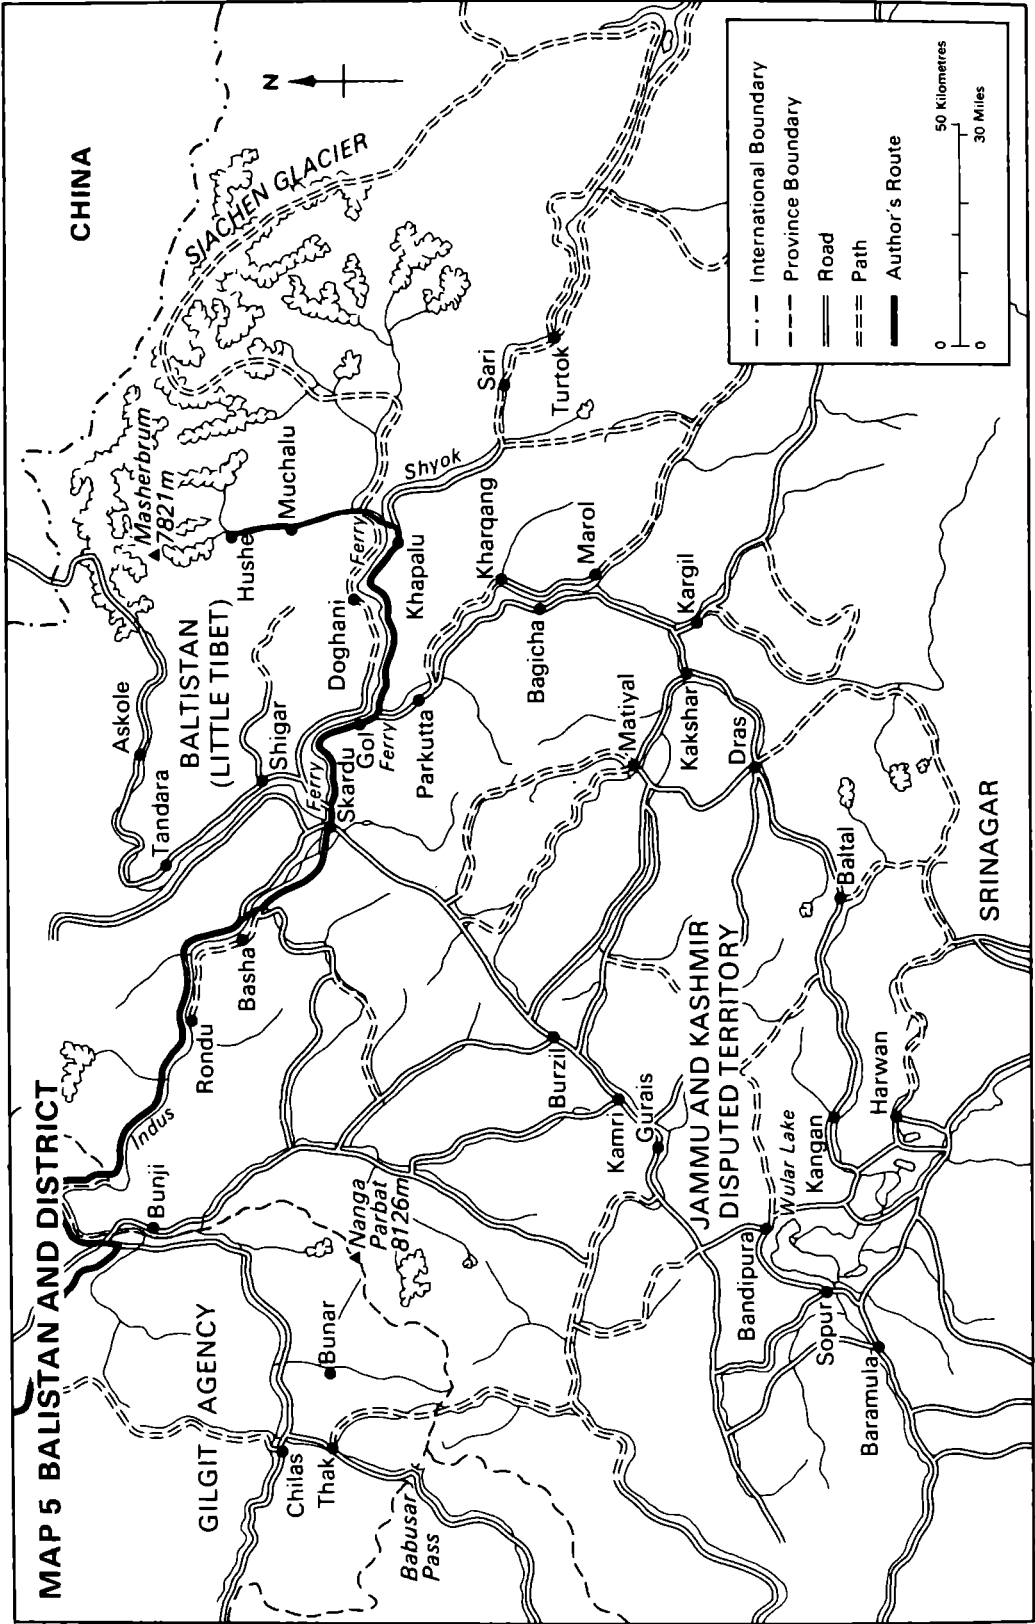 MAP 5 BALISTAN AND DISTRICT
CHINA
N
SIACHEN GLACIER
Masherbrum
7821m
Hushe
Muchalu
BALTISTAN
(LITTLE TIBET)
Askole
Tandara
Shigar
Doghani
Ferry
Khapalu
Shyok
Sari
Turtok
Gol
Ferry
Ferry
Skardu
Parkutta
Kharqang
Bagicha
Marol
Kargil
Kakshar
Matiyal
Dras
Basha
Rondu
Indus
Bunji
Nanga
Parbat
8126m
GILGIT AGENCY
Bunar
Chilas
Thak
Babusar
Pass
Burzil
Kamri
Gurais
JAMMU AND KASHMIR
DISPUTED TERRITORY
Baltal
SRINAGAR
Harwan
Kangan
Wular Lake
Bandipura
Sopur
Baramula
International Boundary
Province Boundary
Road
Path
Author's Route
0 50 Kilometres
0 30 Miles